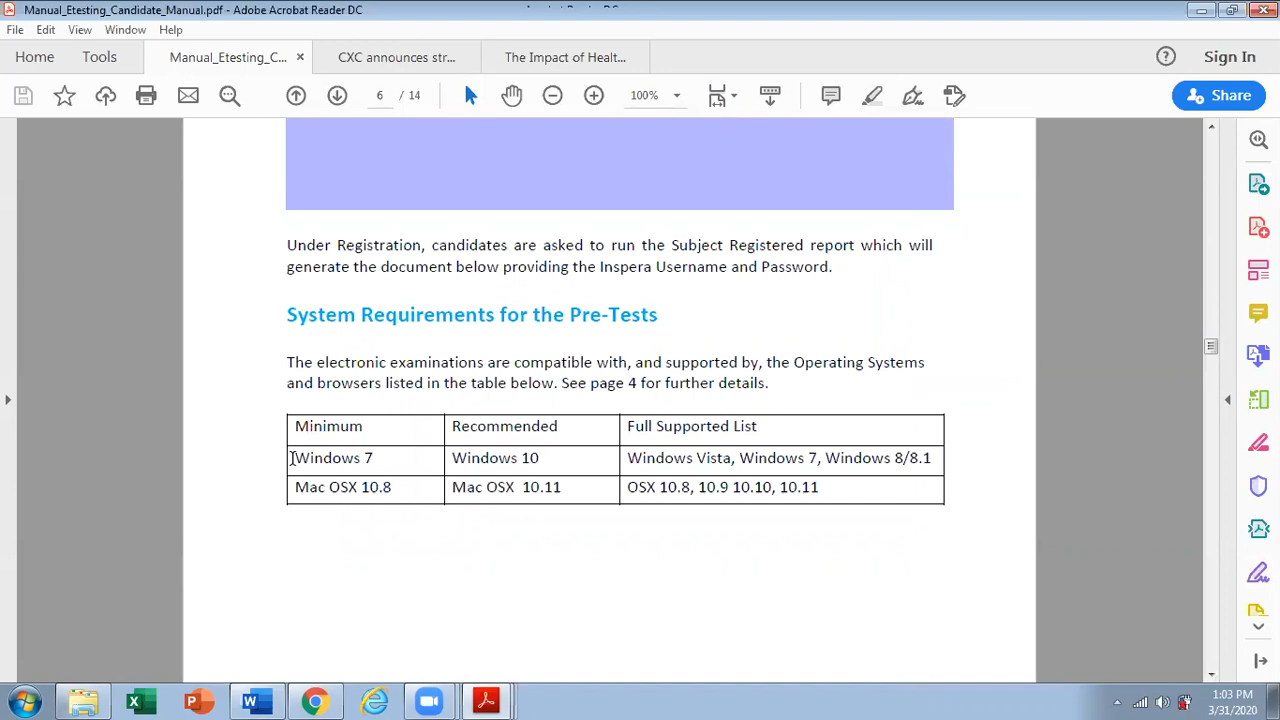 Manual_Etesting_Candidate_Manual.pdf - Adobe Acrobat Reader DC
File Edit View Window Help
Home Tools Manual_Etesting_C... × CXC announces str... The Impact of Healt... Sign In
6 / 14 100% Share
Under Registration, candidates are asked to run the Subject Registered report which will
generate the document below providing the Inspera Username and Password.
System Requirements for the Pre-Tests
The electronic examinations are compatible with, and supported by, the Operating Systems
and browsers listed in the table below. See page 4 for further details.
Minimum Recommended Full Supported List
Windows 7 Windows 10 Windows Vista, Windows 7, Windows 8/8.1
Mac OSX 10.8 Mac OSX 10.11 OSX 10.8, 10.9 10.10, 10.11
1:03 PM
3/31/2020